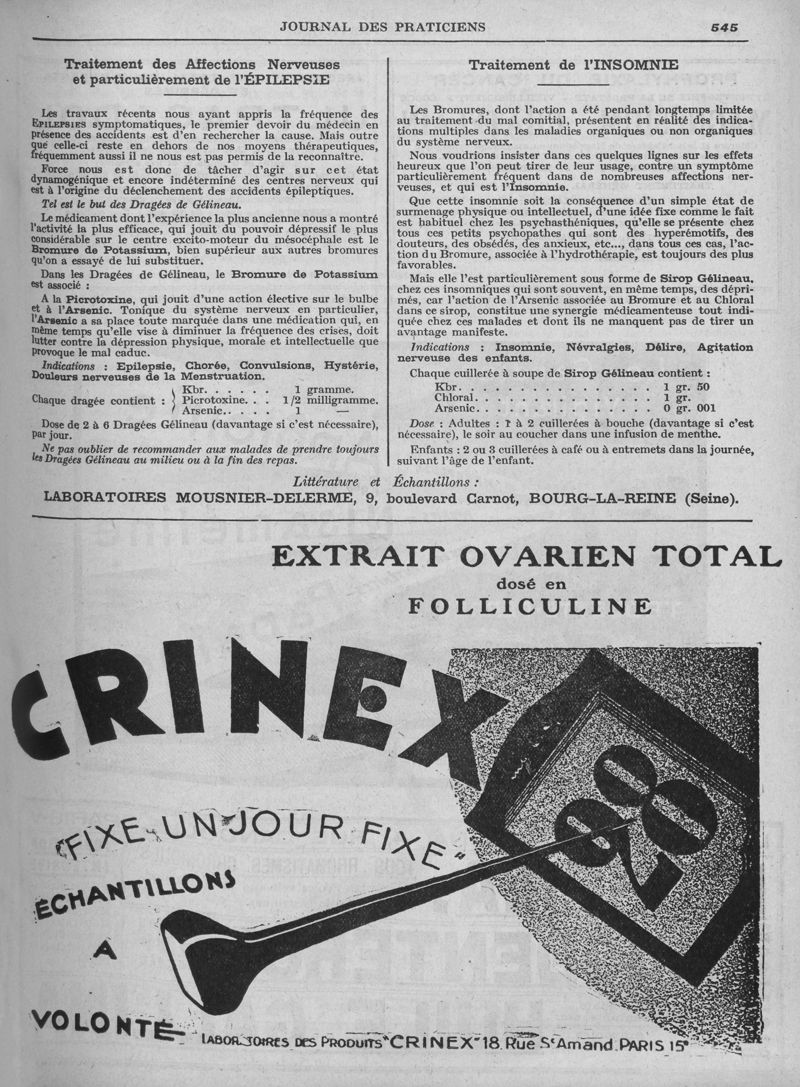 JOURNAL DES PRATICIENS
545
Traitement des Affections Nerveuses
et particulièrement de l'ÉPILEPSIE
Les travaux récents nous ayant appris la fréquence des
EPILEPSIES symptomatiques, le premier devoir du médecin en
présence des accidents est d'en rechercher la cause. Mais outre
que celle-ci reste en dehors de nos moyens thérapeutiques,
fréquemment aussi il ne nous est pas permis de la reconnaître.
Force nous est donc de tâcher d'agir sur cet état
dynamogénique et encore indéterminé des centres nerveux qui
est à l'origine du déclenchement des accidents épileptiques.
Tel est le but des Dragées de Gélineau.
Le médicament dont l'expérience la plus ancienne nous a montré
l'activité la plus efficace, qui jouit du pouvoir dépressif le plus
considérable sur le centre excito-moteur du mésocéphale est le
Bromure de Potassium, bien supérieur aux autres bromures
qu'on a essayé de lui substituer.
Dans les Dragées de Gélineau, le Bromure de Potassium
est associé :
A la Picrotoxine, qui jouit d'une action élective sur le bulbe
et à l'Arsenic. Tonique du système nerveux en particulier,
l'Arsenic a sa place toute marquée dans une médication qui, en
même temps qu'elle vise à diminuer la fréquence des crises, doit
lutter contre la dépression physique, morale et intellectuelle que
provoque le mal caduc.
Indications : Epilepsie, Chorée, Convulsions, Hystérie,
Douleurs nerveuses de la Menstruation.
Chaque dragée contient :
Kbr. . . . . . 1 gramme.
Picrotoxine. . . 1/2 milligramme.
Arsenic. . . . . 1 —
Dose de 2 à 6 Dragées Gélineau (davantage si c'est nécessaire),
par jour.
Ne pas oublier de recommander aux malades de prendre toujours
les Dragées Gélineau au milieu ou à la fin des repas.
Traitement de l'INSOMNIE
Les Bromures, dont l'action a été pendant longtemps limitée
au traitement du mal comitial, présentent en réalité des indica-
tions multiples dans les maladies organiques ou non organiques
du système nerveux.
Nous voudrions insister dans ces quelques lignes sur les effets
heureux que l'on peut tirer de leur usage, contre un symptôme
particulièrement fréquent dans de nombreuses affections ner-
veuses, et qui est l'Insomnie.
Que cette insomnie soit la conséquence d'un simple état de
surmenage physique ou intellectuel, d'une idée fixe comme le fait
est habituel chez les psychasthéniques, qu'elle se présente chez
tous ces petits psychopathes qui sont des hyperémotifs, des
douteurs, des obsédés, des anxieux, etc..., dans tous ces cas, l'ac-
tion du Bromure, associée à l'hydrothérapie, est toujours des plus
favorables.
Mais elle l'est particulièrement sous forme de Sirop Gélineau,
chez ces insomniques qui sont souvent, en même temps, des dépri-
més, car l'action de l'Arsenic associée au Bromure et au Chloral
dans ce sirop, constitue une synergie médicamenteuse tout indi-
quée chez ces malades et dont ils ne manquent pas de tirer un
avantage manifeste.
Indications : Insomnie, Névralgies, Délire, Agitation
nerveuse des enfants.
Chaque cuillerée à soupe de Sirop Gélineau contient :
Kbr. . . . . . . . . . . . . . . . 1 gr. 50
Chloral. . . . . . . . . . . . . . 1 gr.
Arsenic. . . . . . . . . . . . . . 0 gr. 001
Dose : Adultes : 1 à 2 cuillerées à bouche (davantage si c'est
nécessaire), le soir au coucher dans une infusion de menthe.
Enfants : 2 ou 3 cuillerées à café ou à entremets dans la journée,
suivant l'âge de l'enfant.
Littérature et Échantillons :
LABORATOIRES MOUSNIER-DELERME, 9, boulevard Carnot, BOURG-LA-REINE (Seine).
EXTRAIT OVARIEN TOTAL
dosé en
FOLLICULINE
CRINEX
"FIXE UN JOUR FIXE"
28
ÉCHANTILLONS
A
VOLONTÉ
LABORATOIRES DES PRODUITS "CRINEX" 18. Rue St Amand. PARIS 15e